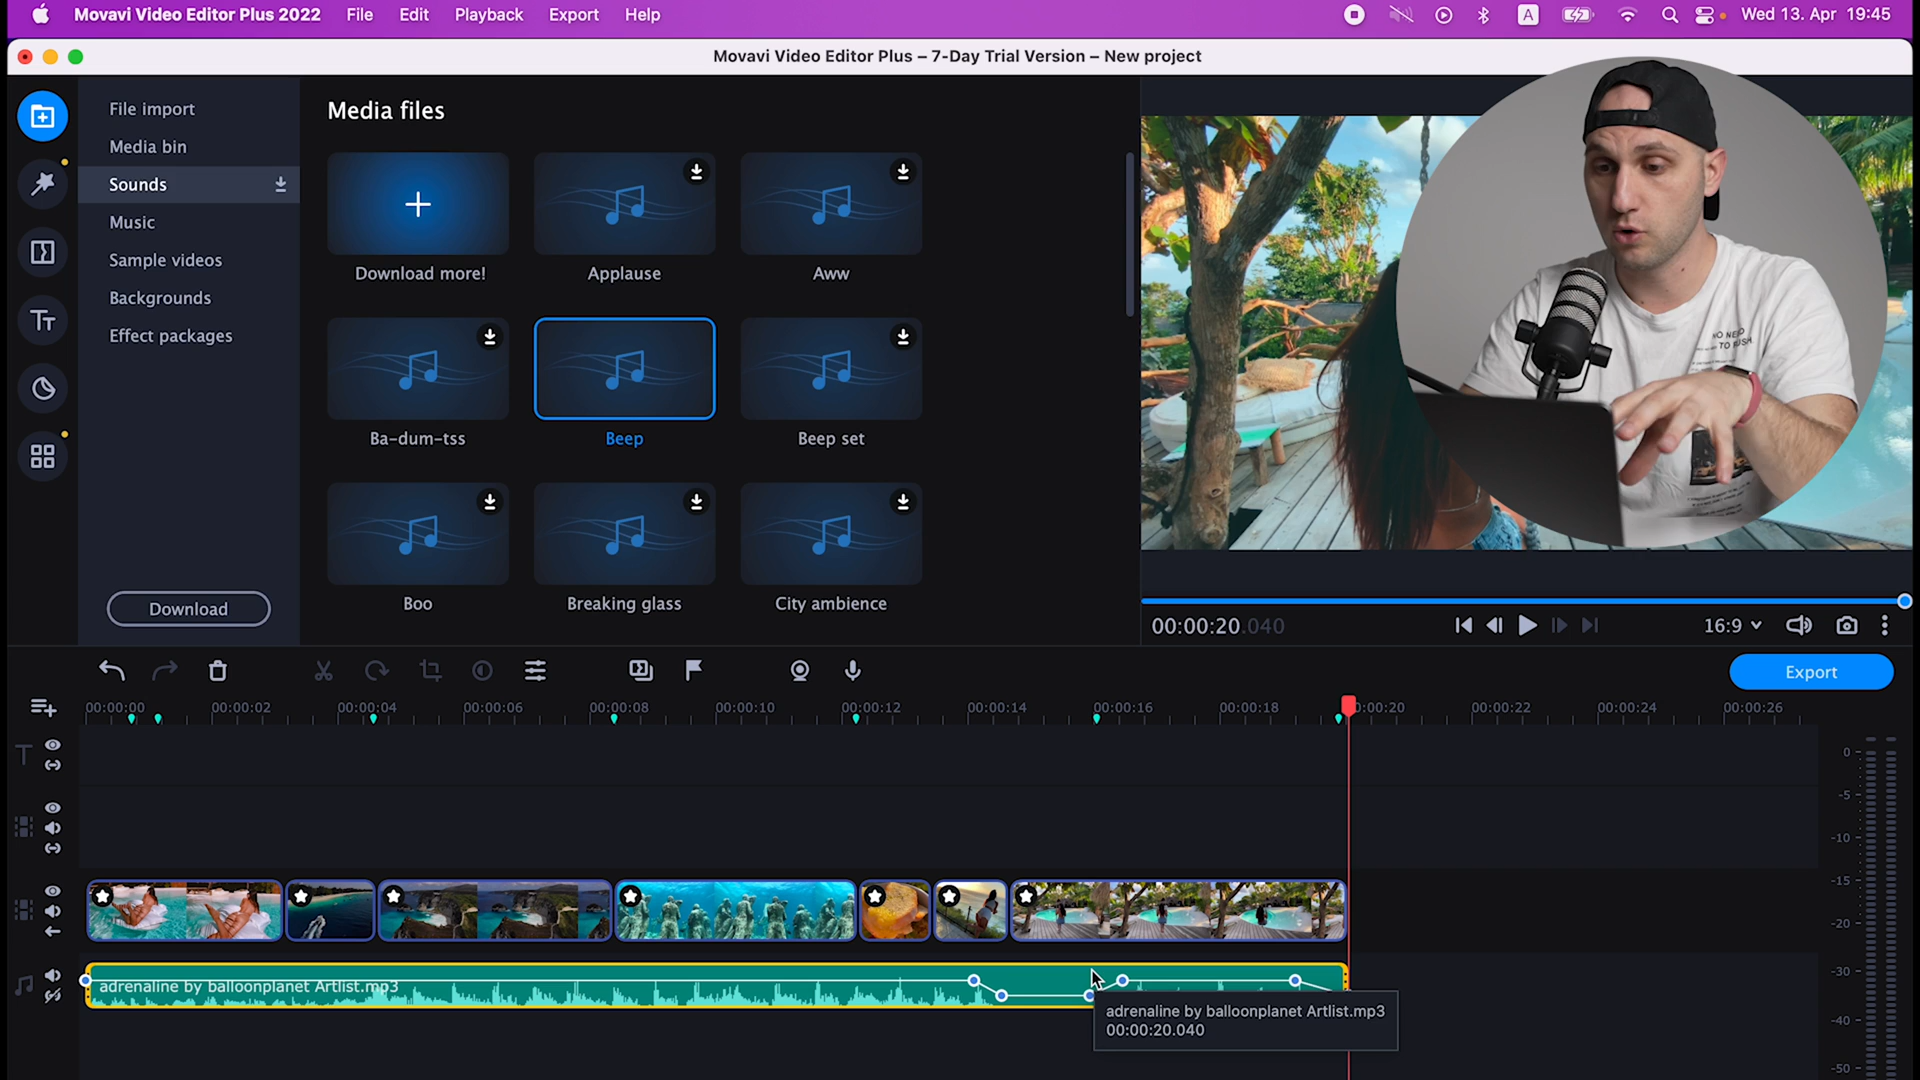 Movavi Video Editor Plus 2022 File Edit Playback Export Help
A Wed 13. Apr 19:45
Movavi Video Editor Plus – 7-Day Trial Version – New project
File import
Media bin
Sounds
Music
Sample videos
Backgrounds
Effect packages
Download
Media files
Download more!
Applause
Aww
Ba-dum-tss
Beep
Beep set
Boo
Breaking glass
City ambience
NO NEED
TO RUSH
00:00:20.040
16:9
Export
00:00:00 00:00:02 00:00:04 00:00:06 00:00:08 00:00:10 00:00:12 00:00:14 00:00:16 00:00:18 0:00:20 00:00:22 00:00:24 00:00:26
0
-5
-10
-15
-20
-30
-40
-50
adrenaline by balloonplanet Artlist.mp3
adrenaline by balloonplanet Artlist.mp3
00:00:20.040